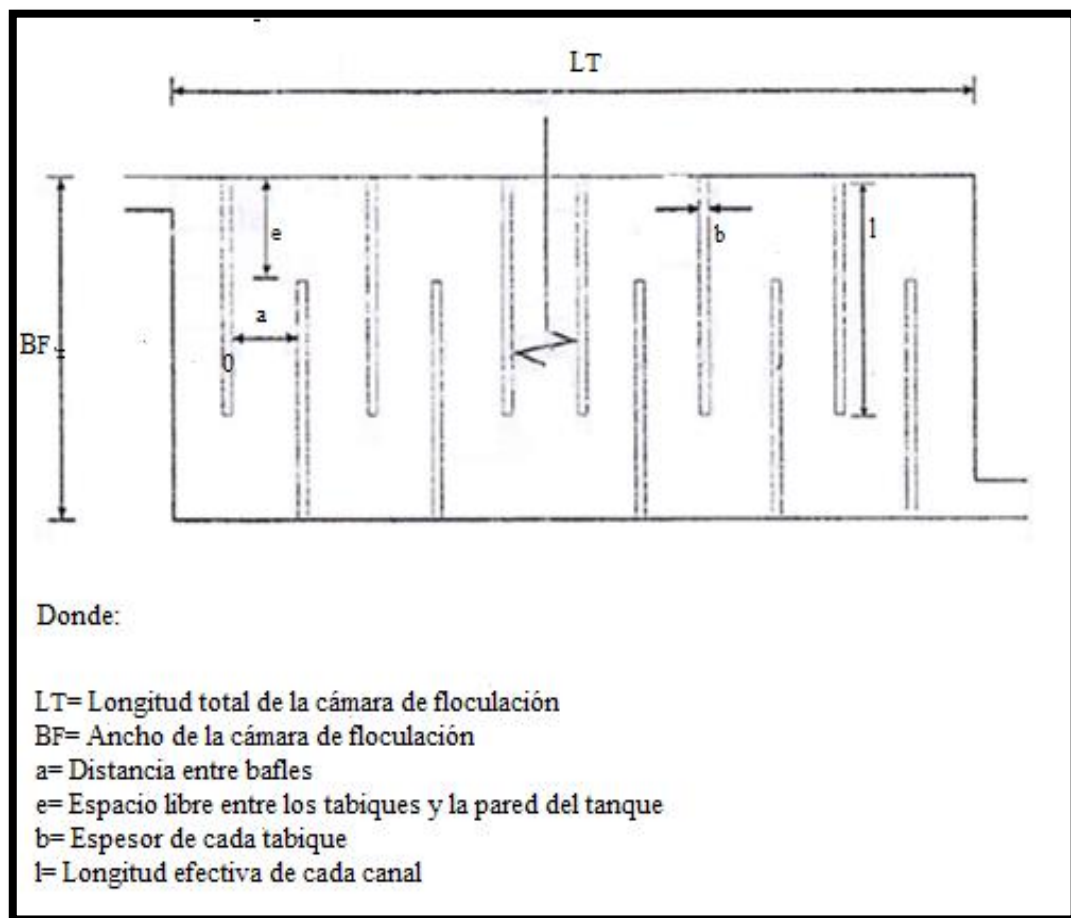 LT
e
b
l
a
BF
0
Donde:
LT= Longitud total de la cámara de floculación
BF= Ancho de la cámara de floculación
a= Distancia entre bafles
e= Espacio libre entre los tabiques y la pared del tanque
b= Espesor de cada tabique
l= Longitud efectiva de cada canal